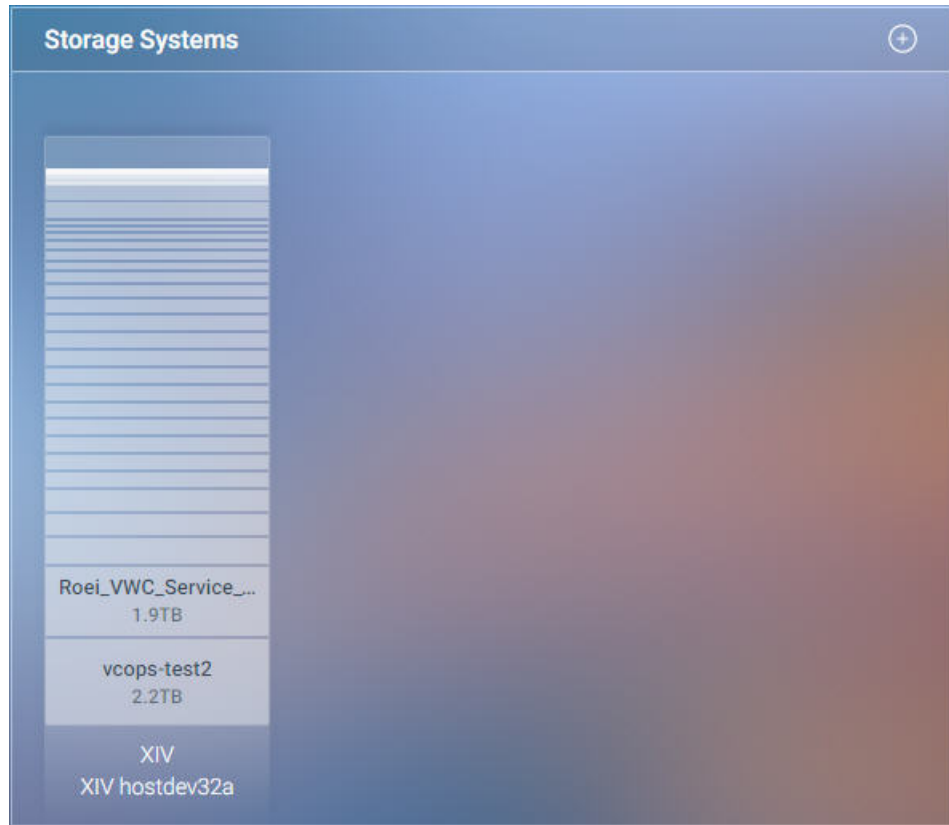 Storage Systems
Roei_VWC_Service_...
1.9TB
vcops-test2
2.2TB
XIV
XIV hostdev32a